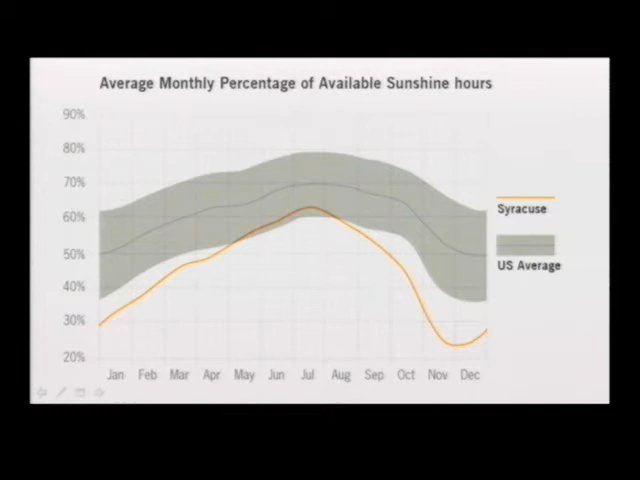 Average Monthly Percentage of Available Sunshine hours
90%
80%
70%
60%
50%
40%
30%
20%
Jan Feb Mar Apr May Jun Jul Aug Sep Oct Nov Dec
Syracuse
US Average